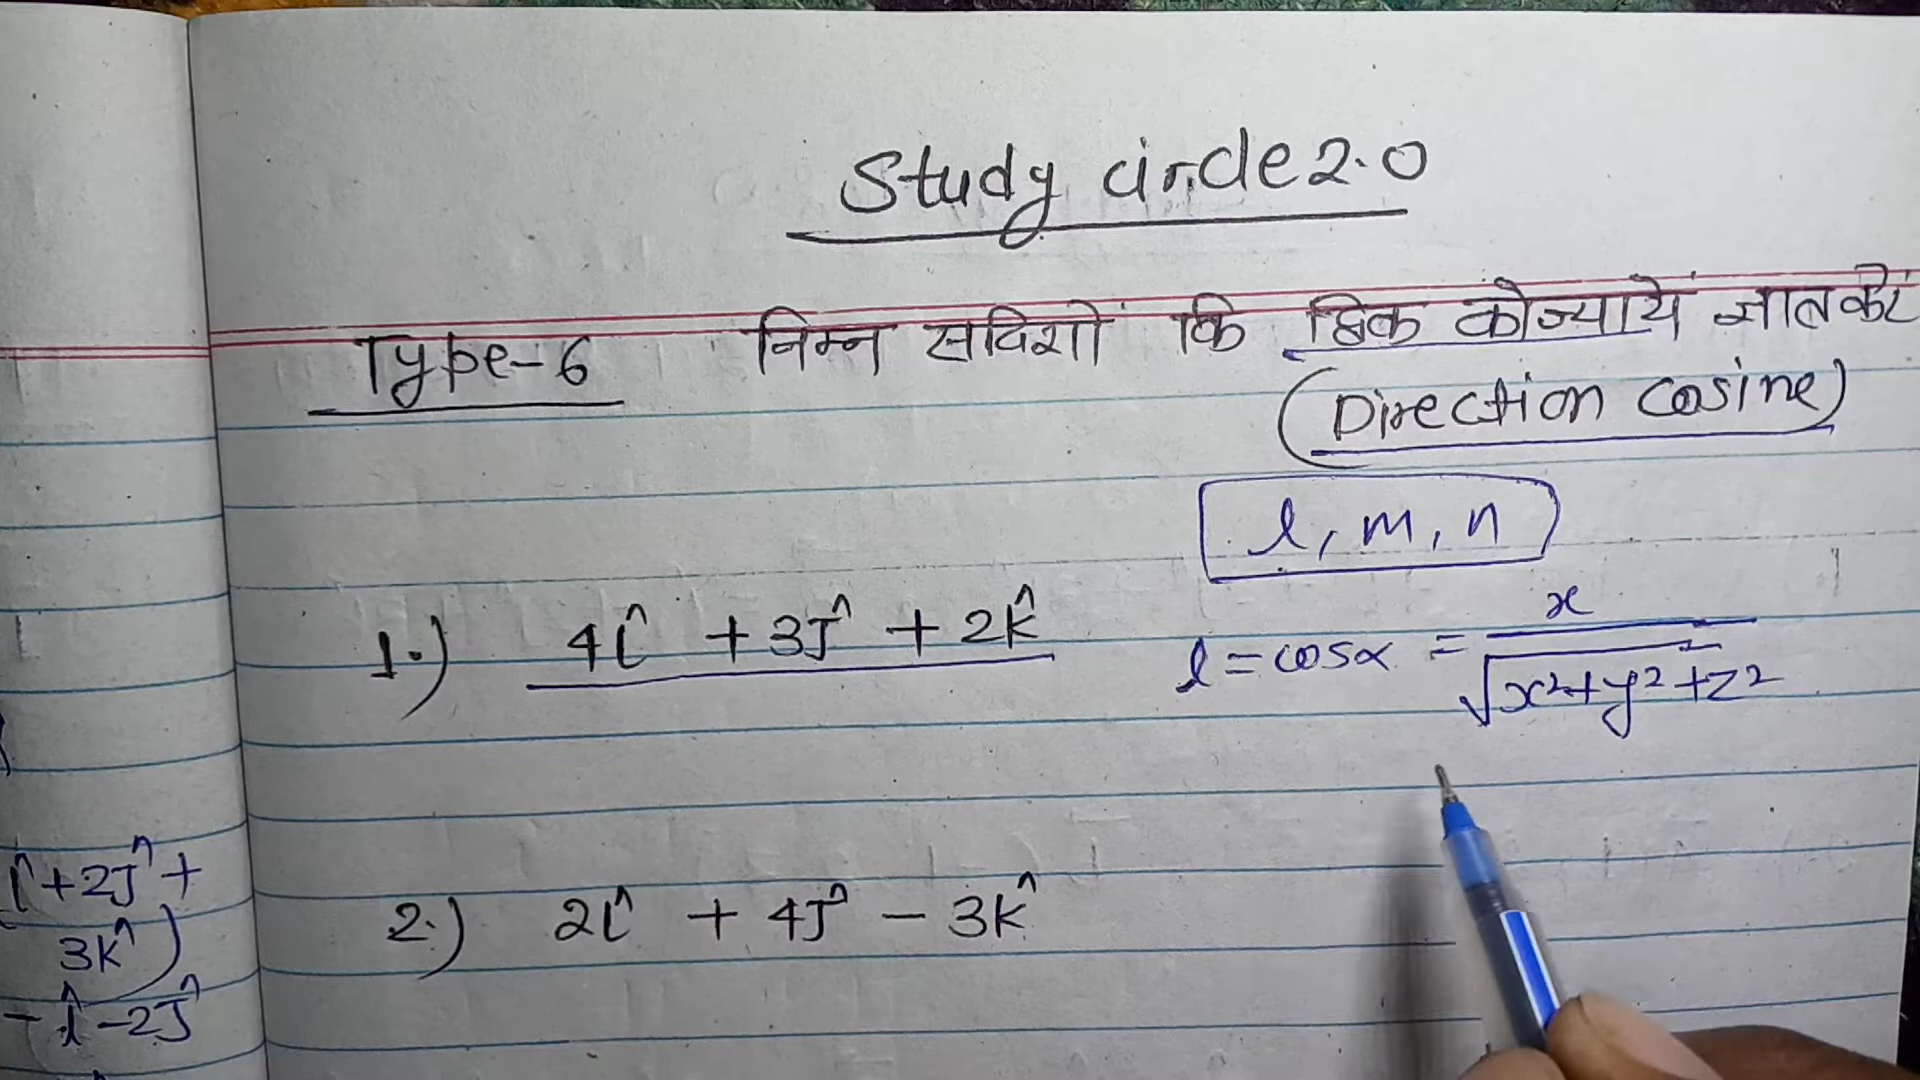 Study circle 2.0
Type-6 निम्न सदिशों कि द्विक कोज्यायें ज्ञात करें
(Direction cosine)
l, m, n
1.) 4î + 3ĵ + 2k̂
l = cosα = x / √x²+y²+z²
2.) 2î + 4ĵ - 3k̂
î+2ĵ+
3k̂)
-î-2ĵ